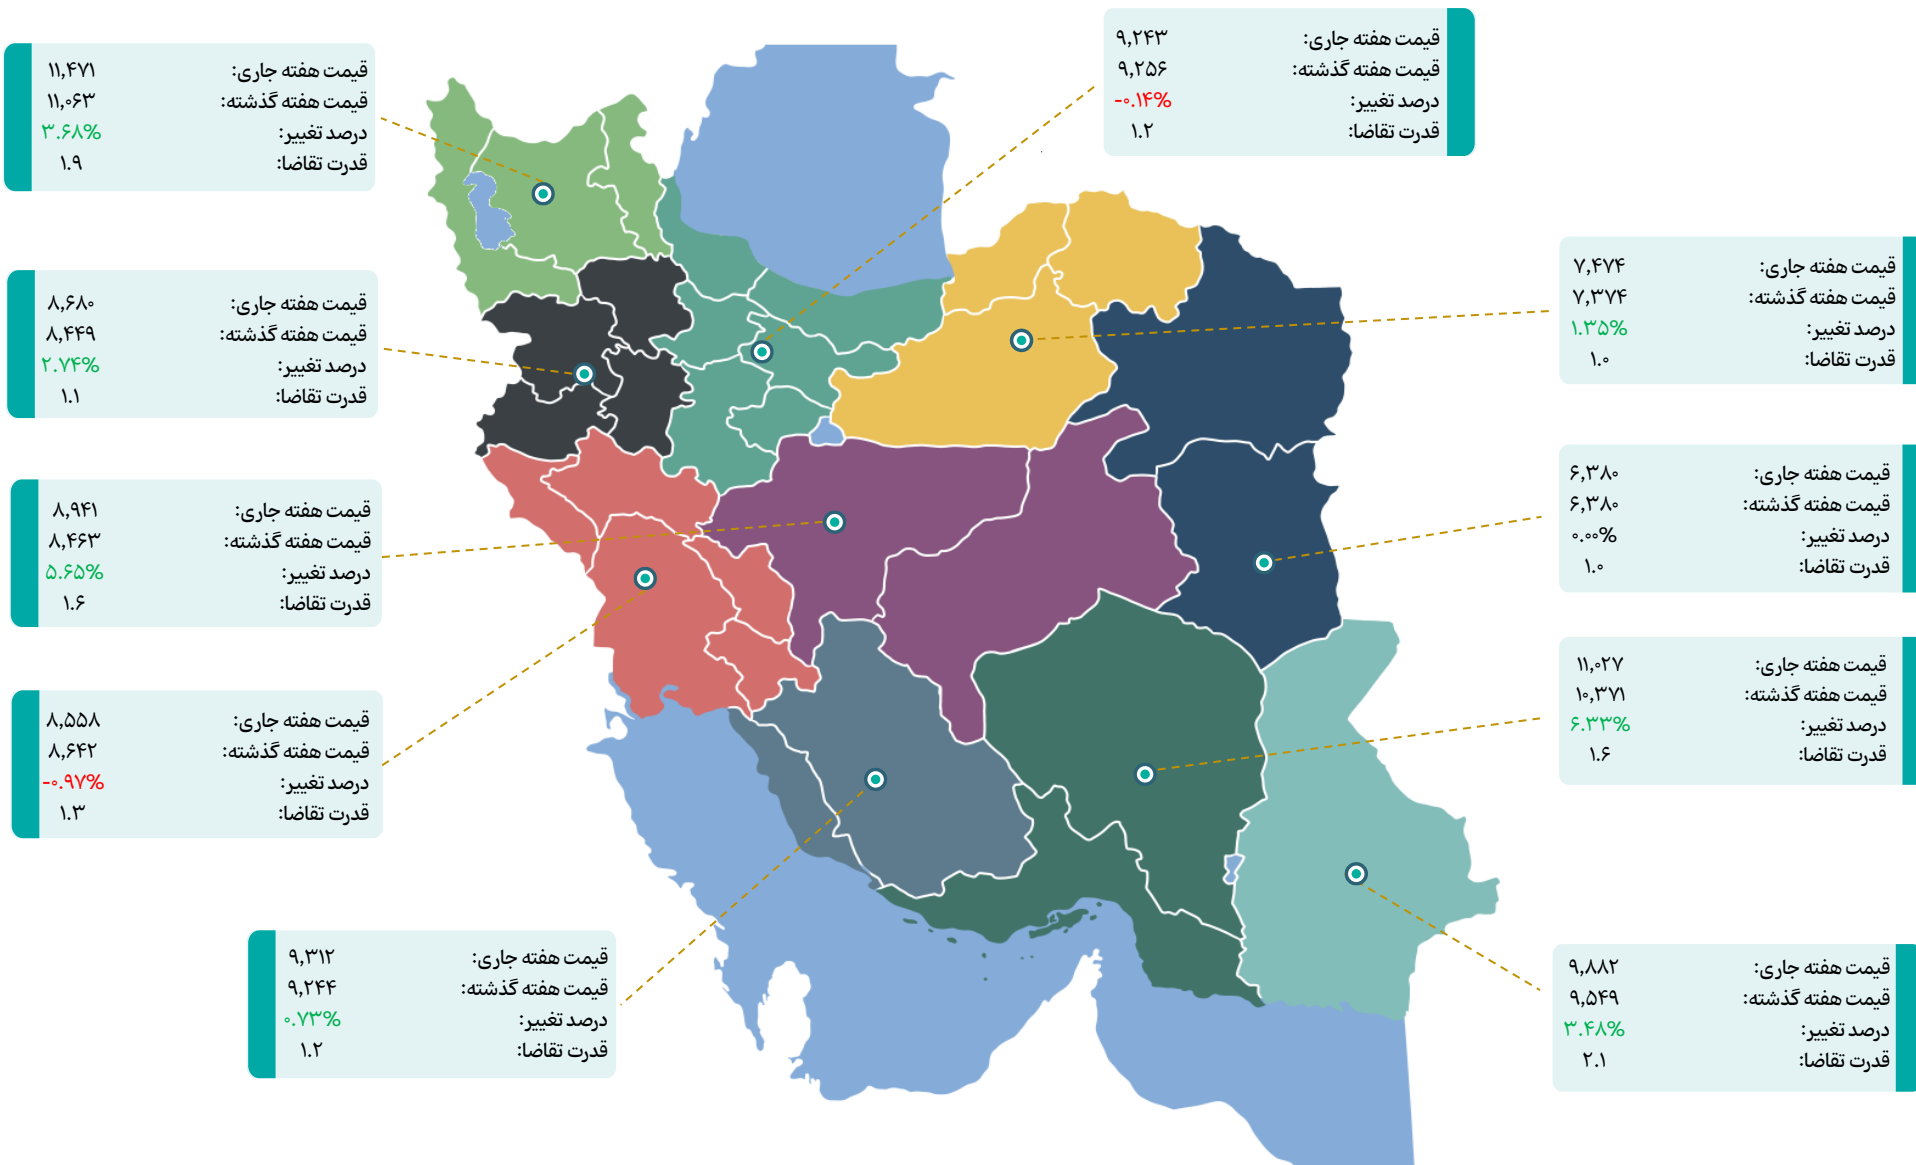 قیمت هفته جاری: ۹,۲۴۳
قیمت هفته گذشته: ۹,۲۵۶
درصد تغییر: -۰.۱۴%
قدرت تقاضا: ۱.۲
قیمت هفته جاری: ۱۱,۴۷۱
قیمت هفته گذشته: ۱۱,۰۶۳
درصد تغییر: ۳.۶۸%
قدرت تقاضا: ۱.۹
قیمت هفته جاری: ۷,۴۷۴
قیمت هفته گذشته: ۷,۳۷۴
درصد تغییر: ۱.۳۵%
قدرت تقاضا: ۱.۰
قیمت هفته جاری: ۸,۶۸۰
قیمت هفته گذشته: ۸,۴۴۹
درصد تغییر: ۲.۷۴%
قدرت تقاضا: ۱.۱
قیمت هفته جاری: ۶,۳۸۰
قیمت هفته گذشته: ۶,۳۸۰
درصد تغییر: ۰.۰۰%
قدرت تقاضا: ۱.۰
قیمت هفته جاری: ۸,۹۴۱
قیمت هفته گذشته: ۸,۴۶۳
درصد تغییر: ۵.۶۵%
قدرت تقاضا: ۱.۶
قیمت هفته جاری: ۱۱,۰۲۷
قیمت هفته گذشته: ۱۰,۳۷۱
درصد تغییر: ۶.۳۳%
قدرت تقاضا: ۱.۶
قیمت هفته جاری: ۸,۵۵۸
قیمت هفته گذشته: ۸,۶۴۲
درصد تغییر: -۰.۹۷%
قدرت تقاضا: ۱.۳
قیمت هفته جاری: ۹,۸۸۲
قیمت هفته گذشته: ۹,۵۴۹
درصد تغییر: ۳.۴۸%
قدرت تقاضا: ۲.۱
قیمت هفته جاری: ۹,۳۱۲
قیمت هفته گذشته: ۹,۲۴۴
درصد تغییر: ۰.۷۳%
قدرت تقاضا: ۱.۲